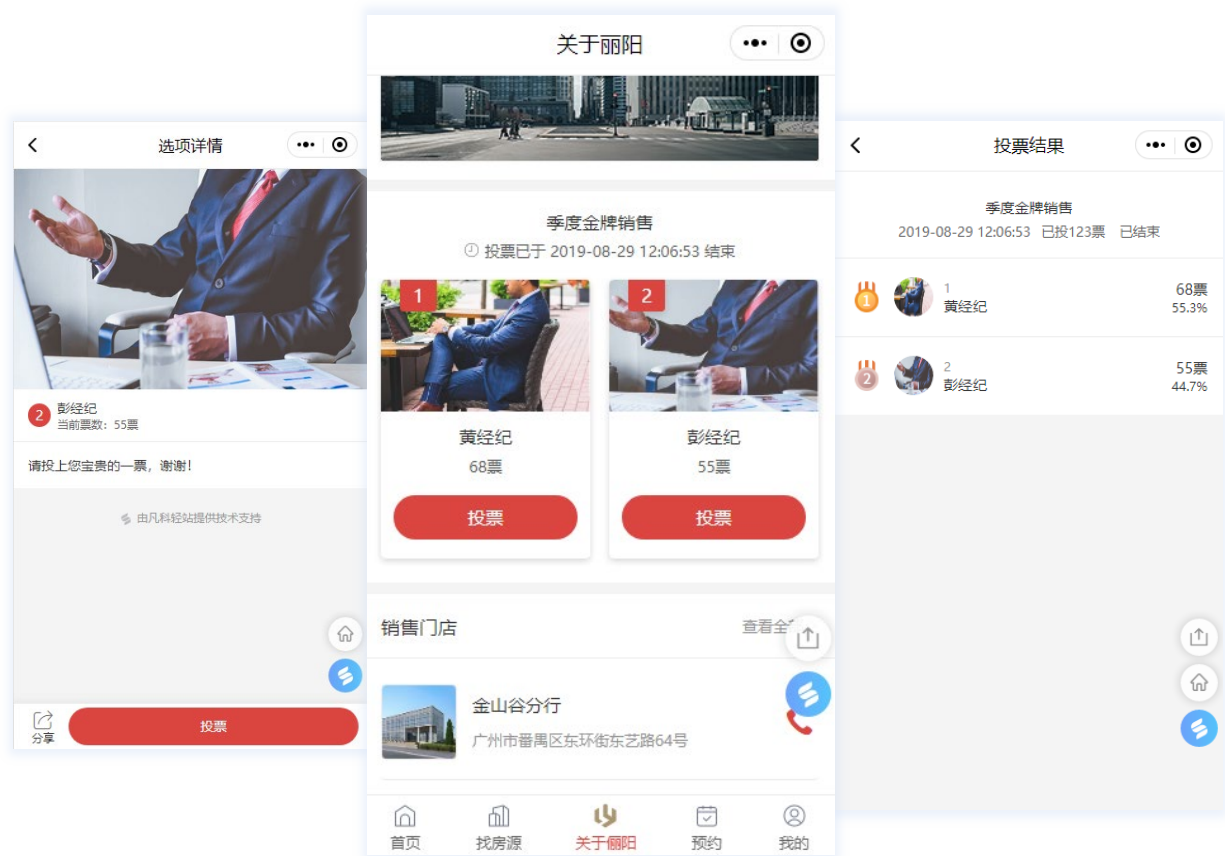 选项详情
2
彭经纪
当前票数：55票
请投上您宝贵的一票，谢谢！
由凡科轻站提供技术支持
分享
投票
关于丽阳
季度金牌销售
投票已于 2019-08-29 12:06:53 结束
1
黄经纪
68票
投票
2
彭经纪
55票
投票
销售门店
查看全
金山谷分行
广州市番禺区东环街东艺路64号
首页
找房源
关于俪阳
预约
我的
投票结果
季度金牌销售
2019-08-29 12:06:53 已投123票 已结束
1
1
黄经纪
68票
55.3%
2
2
彭经纪
55票
44.7%